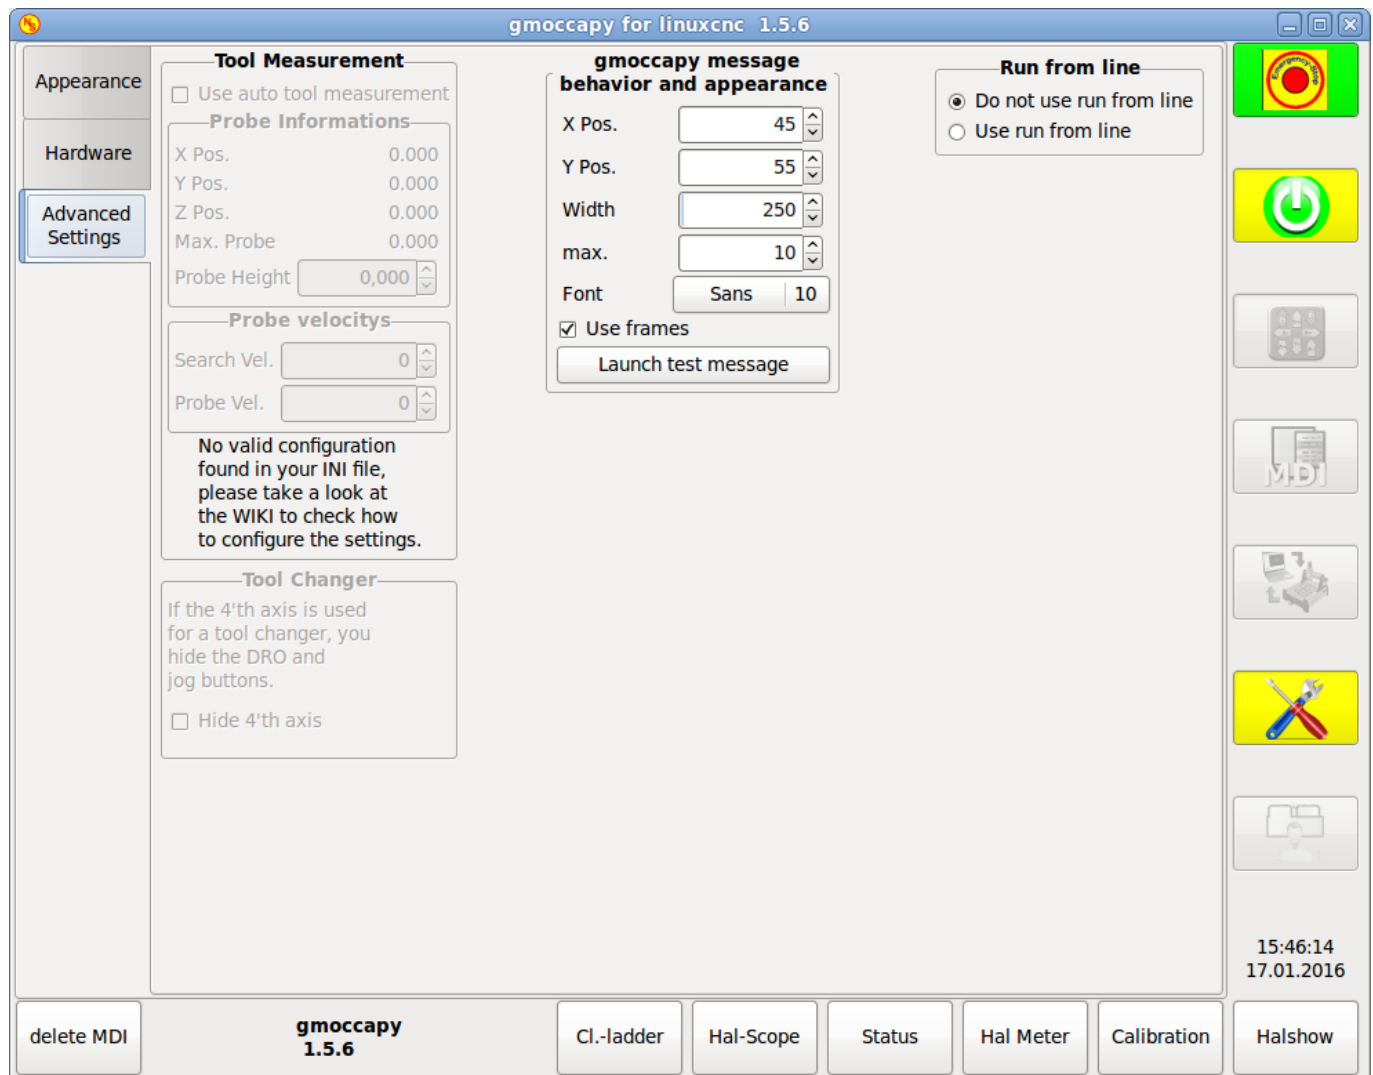 gmoccapy for linuxcnc 1.5.6
Appearance
Hardware
Advanced
Settings
Tool Measurement
Use auto tool measurement
Probe Informations
X Pos. 0.000
Y Pos. 0.000
Z Pos. 0.000
Max. Probe 0.000
Probe Height 0,000
Probe velocitys
Search Vel. 0
Probe Vel. 0
No valid configuration
found in your INI file,
please take a look at
the WIKI to check how
to configure the settings.
Tool Changer
If the 4'th axis is used
for a tool changer, you
hide the DRO and
jog buttons.
Hide 4'th axis
gmoccapy message
behavior and appearance
X Pos. 45
Y Pos. 55
Width 250
max. 10
Font Sans 10
Use frames
Launch test message
Run from line
Do not use run from line
Use run from line
Emergency-Stop
MDI
15:46:14
17.01.2016
delete MDI
gmoccapy
1.5.6
Cl.-ladder
Hal-Scope
Status
Hal Meter
Calibration
Halshow